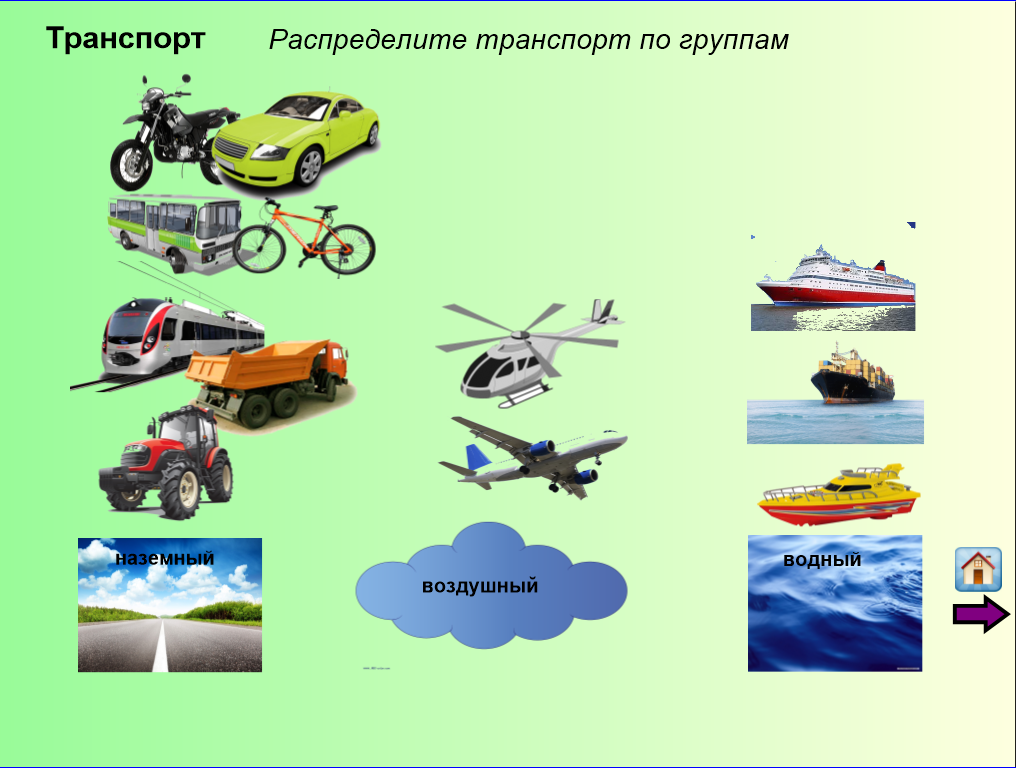 Транспорт
Распределите транспорт по группам
наземный
воздушный
водный